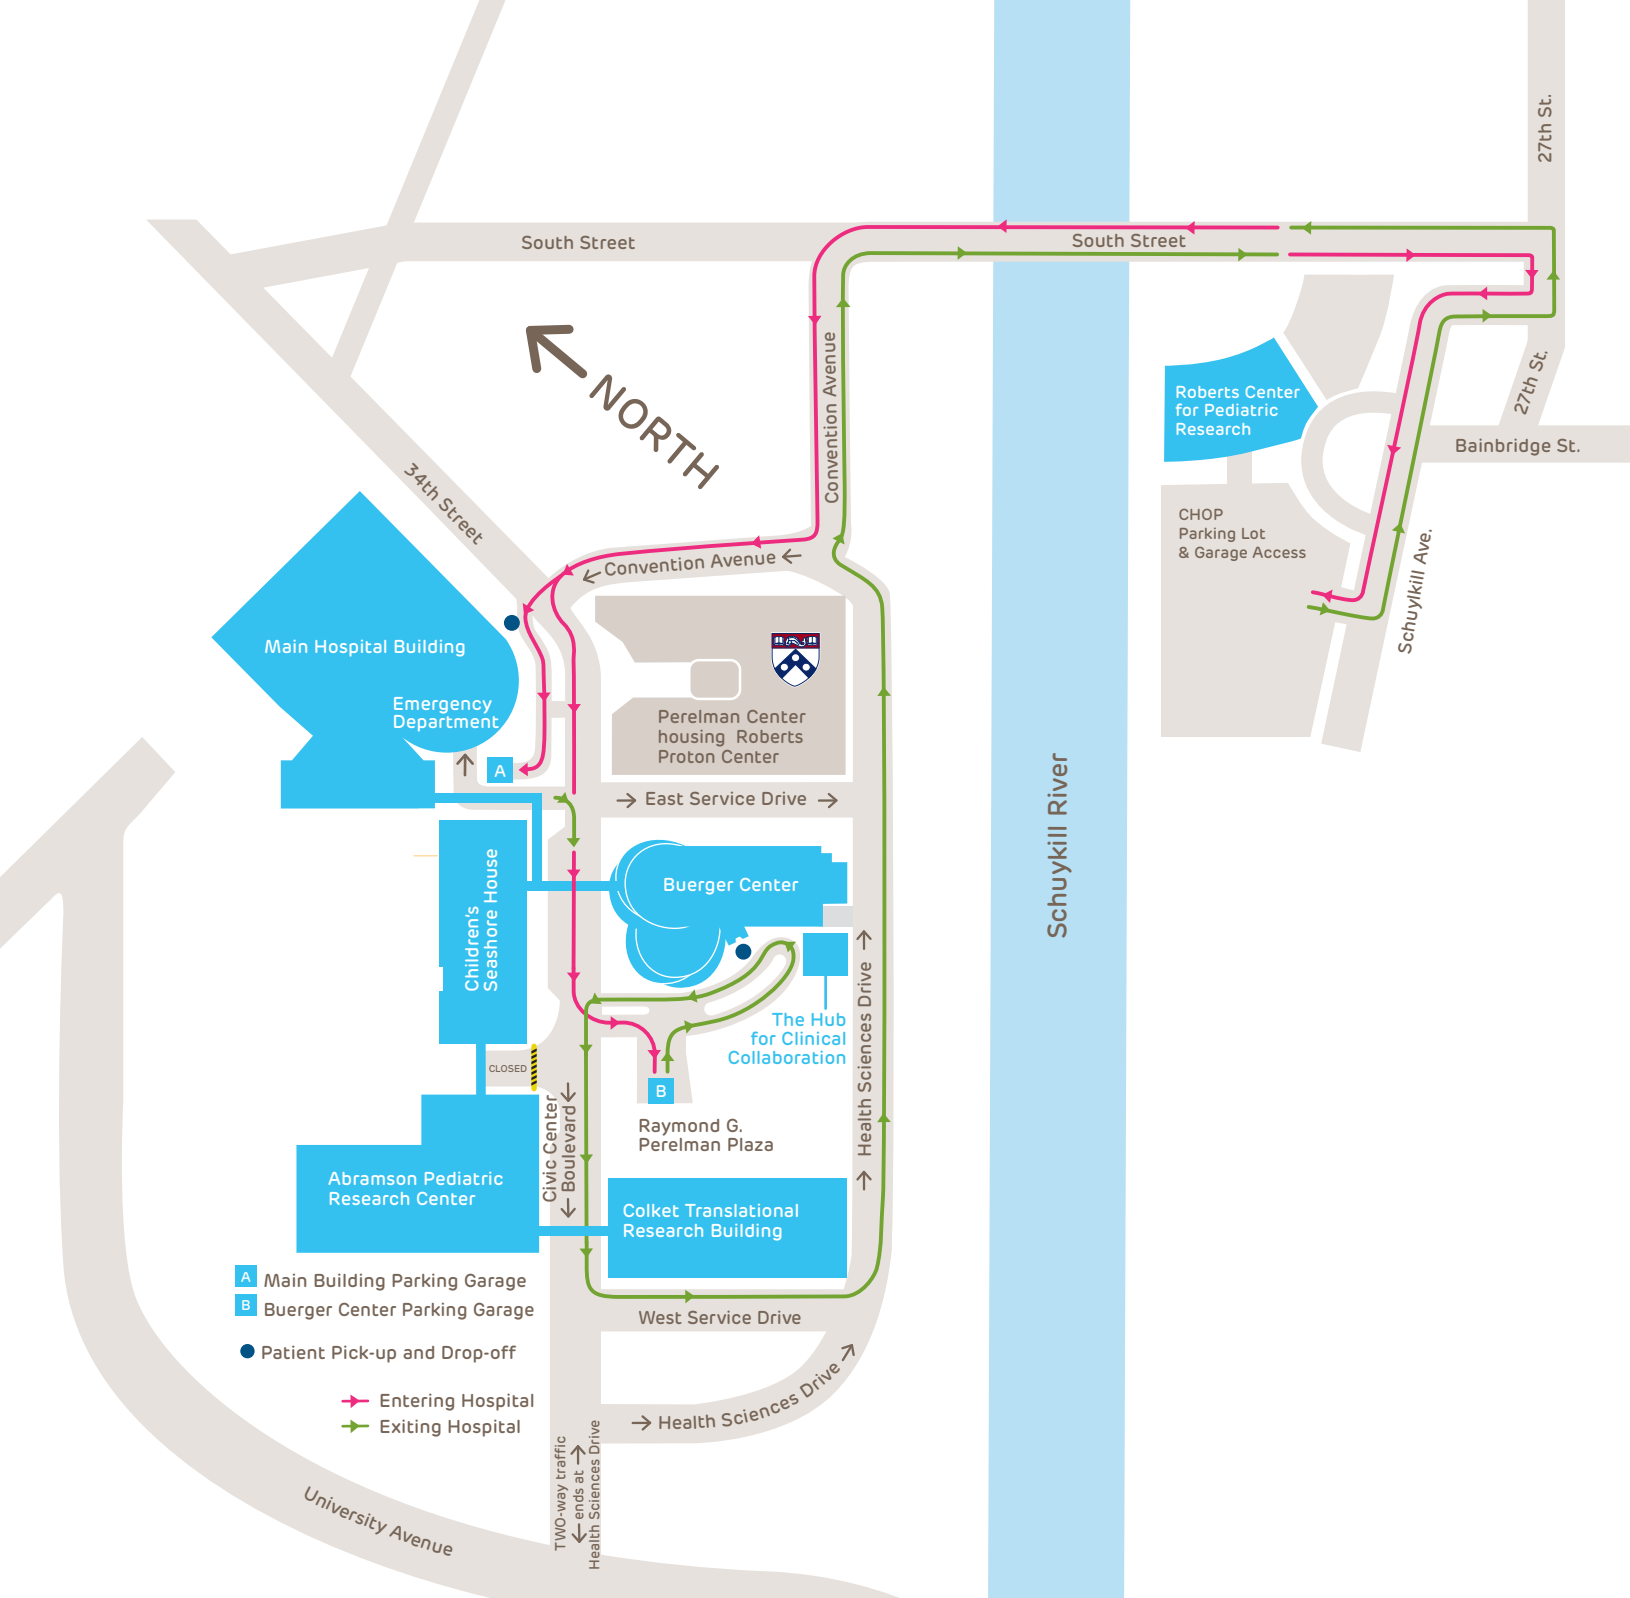 27th St.
South Street
South Street
NORTH
Convention Avenue
27th St.
Roberts Center
for Pediatric
Research
Bainbridge St.
34th Street
CHOP
Parking Lot
& Garage Access
Schuylkill Ave.
Convention Avenue
Main Hospital Building
Emergency
Department
A
Perelman Center
housing Roberts
Proton Center
East Service Drive
Schuykill River
Children's
Seashore House
Buerger Center
The Hub
for Clinical
Collaboration
Health Sciences Drive
CLOSED
B
Raymond G.
Perelman Plaza
Civic Center
Boulevard
Abramson Pediatric
Research Center
Colket Translational
Research Building
A Main Building Parking Garage
B Buerger Center Parking Garage
West Service Drive
Patient Pick-up and Drop-off
Entering Hospital
Exiting Hospital
Health Sciences Drive
TWO-way traffic
ends at
Health Sciences Drive
University Avenue